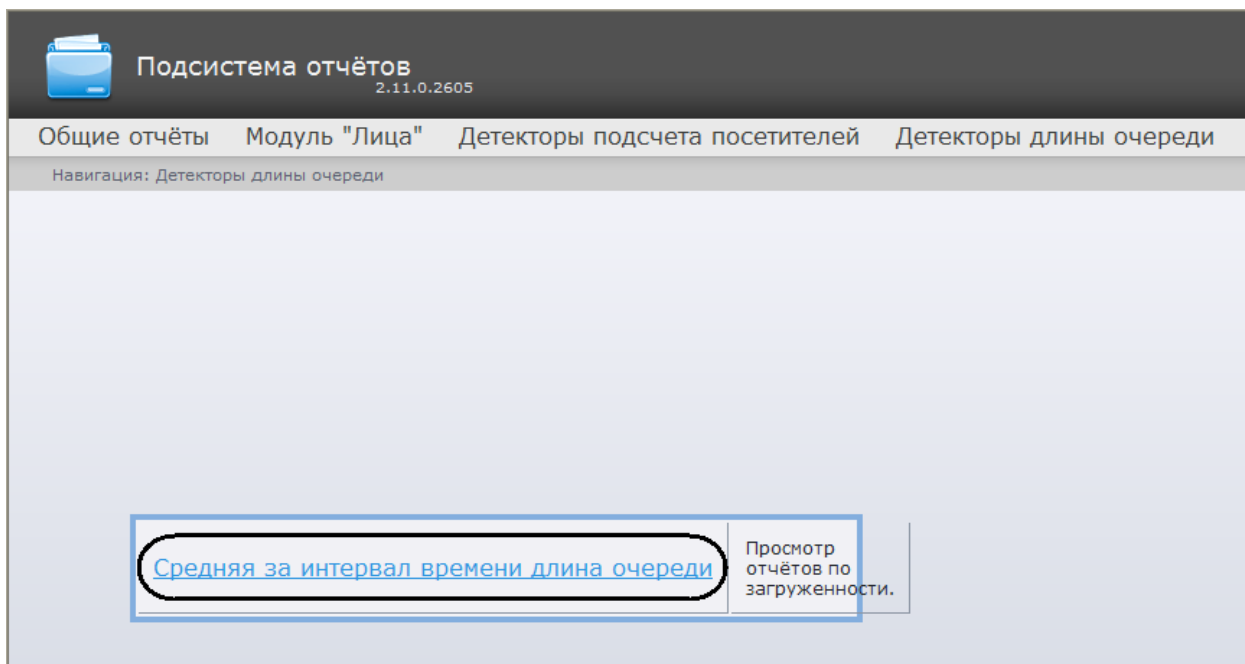 Подсистема отчётов
2.11.0.2605
Общие отчёты Модуль "Лица" Детекторы подсчета посетителей Детекторы длины очереди
Навигация: Детекторы длины очереди
Средняя за интервал времени длина очереди
Просмотр
отчётов по
загруженности.